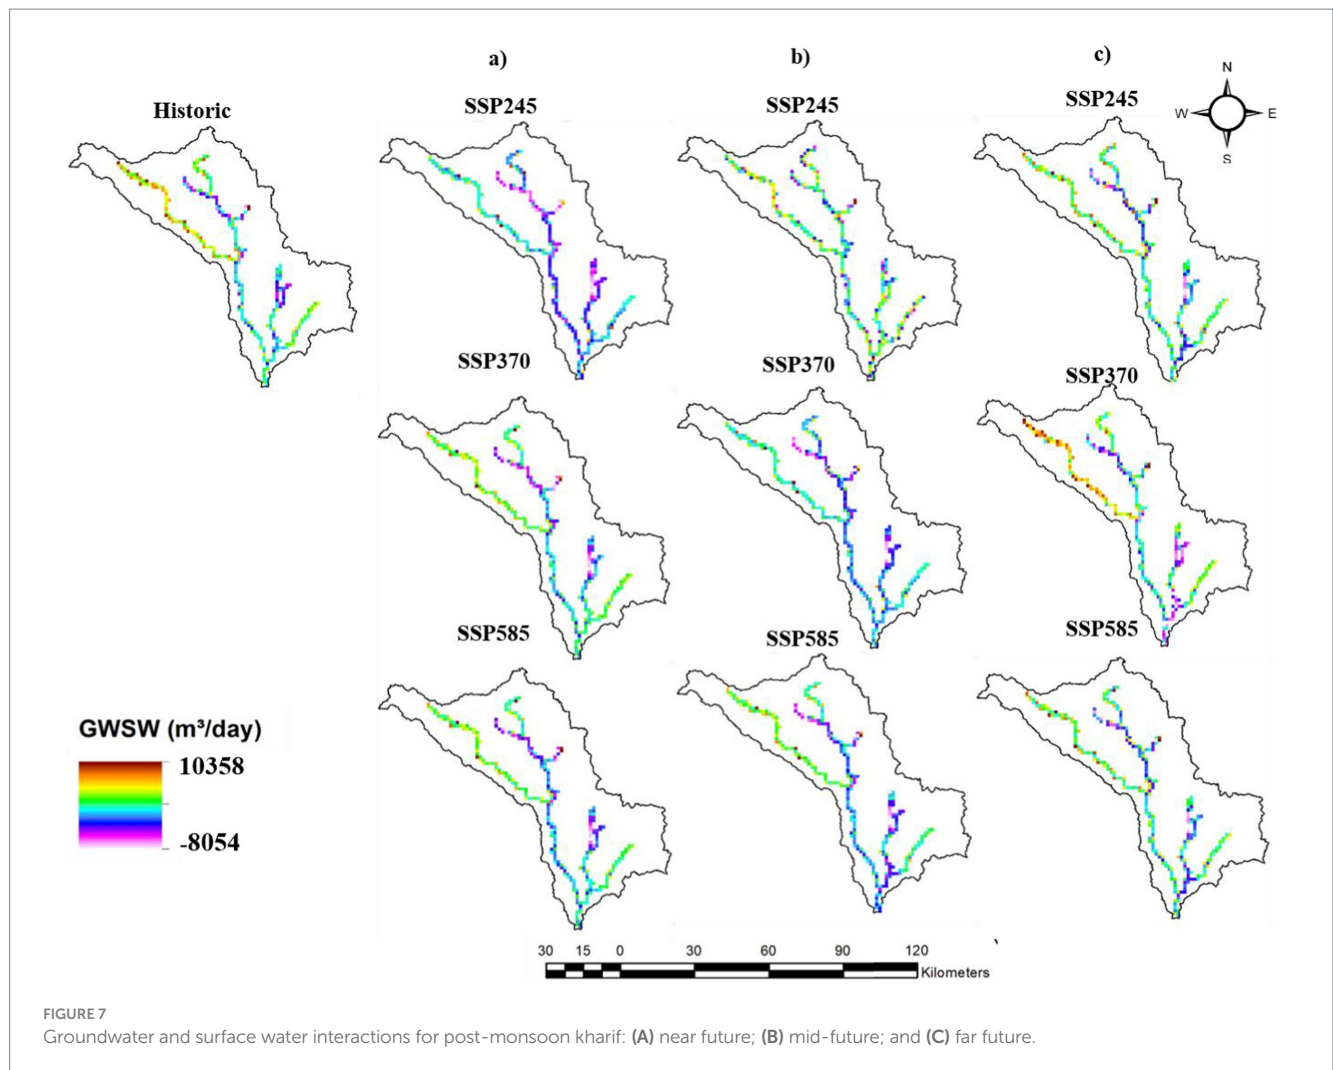 a)
b)
c)
N
W
E
S
Historic
SSP245
SSP245
SSP245
SSP370
SSP370
SSP370
SSP585
SSP585
SSP585
GWSW (m³/day)
10358
-8054
30 15 0 30 60 90 120
Kilometers
FIGURE 7
Groundwater and surface water interactions for post-monsoon kharif: (A) near future; (B) mid-future; and (C) far future.